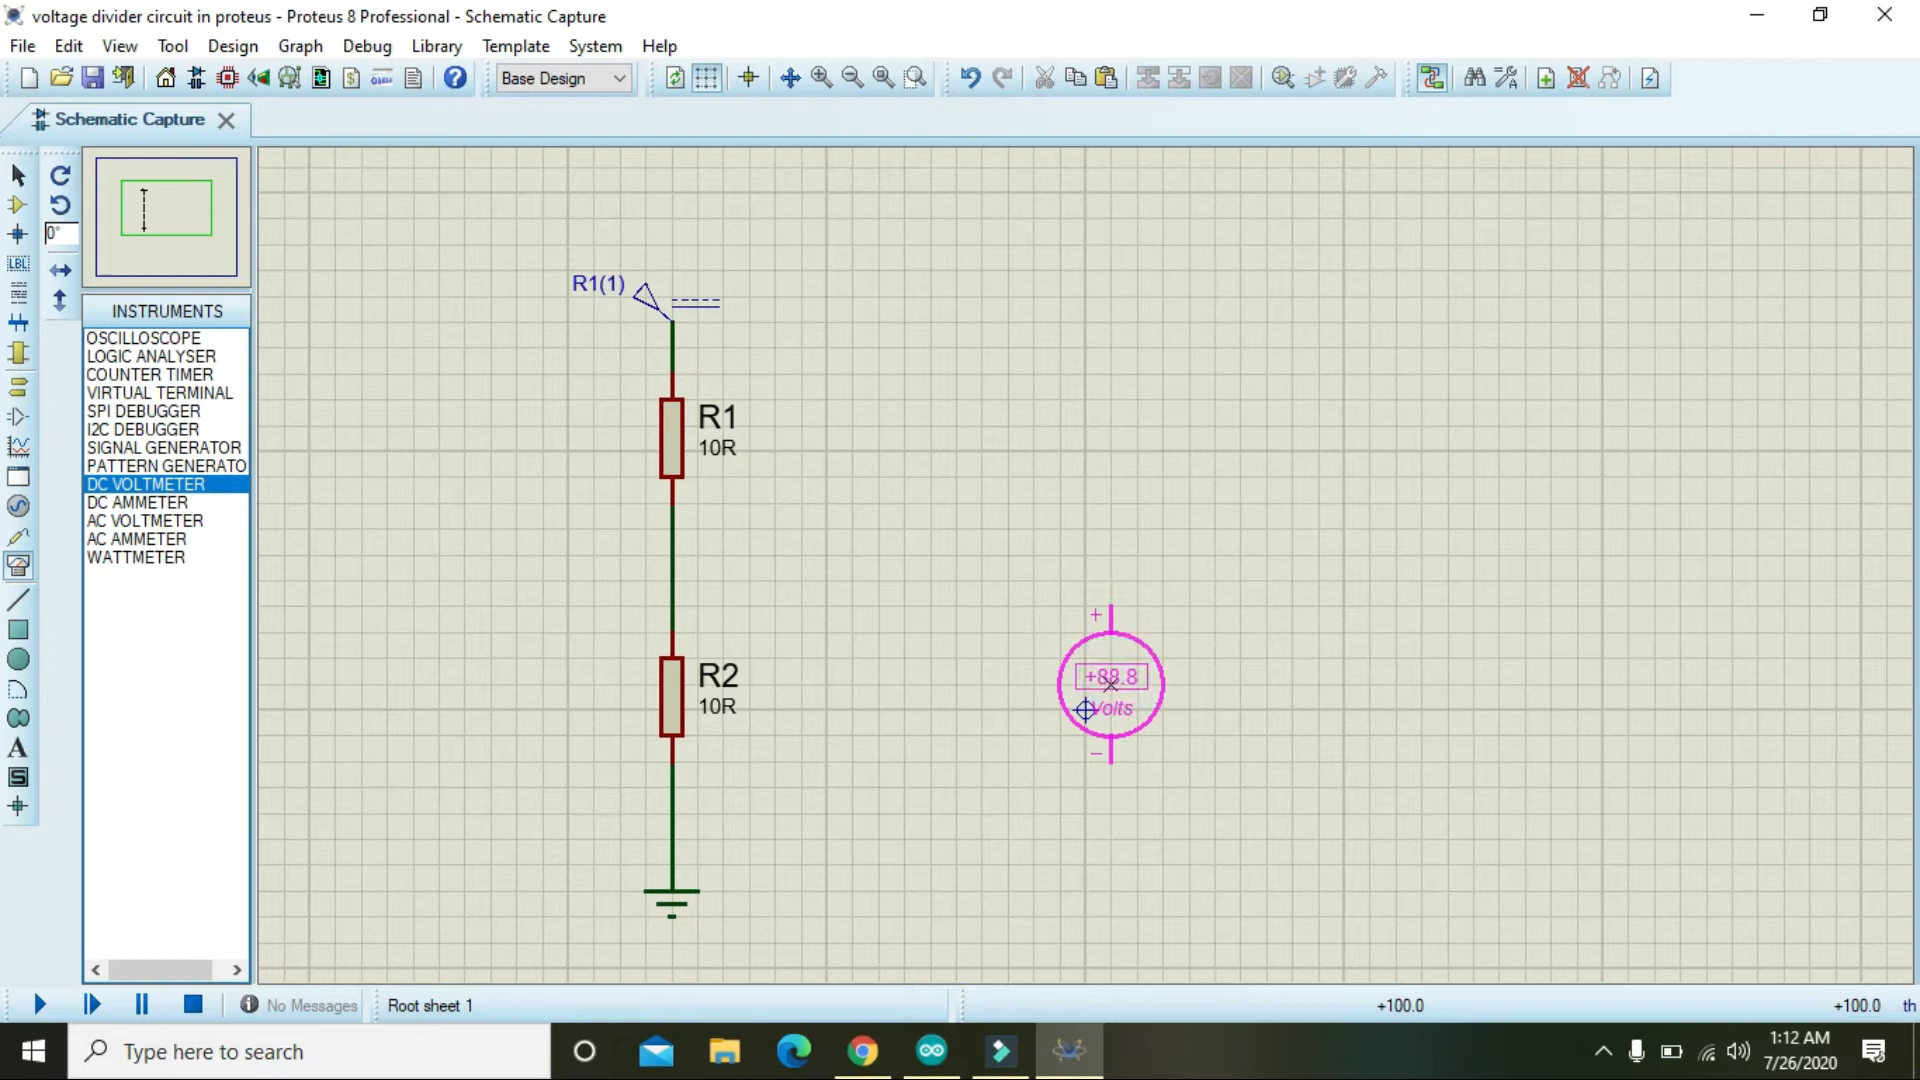 voltage divider circuit in proteus - Proteus 8 Professional - Schematic Capture
File Edit View Tool Design Graph Debug Library Template System Help
Base Design
Schematic Capture
0°
LBL
INSTRUMENTS
OSCILLOSCOPE
LOGIC ANALYSER
COUNTER TIMER
VIRTUAL TERMINAL
SPI DEBUGGER
I2C DEBUGGER
SIGNAL GENERATOR
PATTERN GENERATO
DC VOLTMETER
DC AMMETER
AC VOLTMETER
AC AMMETER
WATTMETER
A
S
R1(1)
R1
10R
R2
10R
+
+88.8
Volts
−
No Messages
Root sheet 1
+100.0
+100.0
th
Type here to search
1:12 AM
7/26/2020